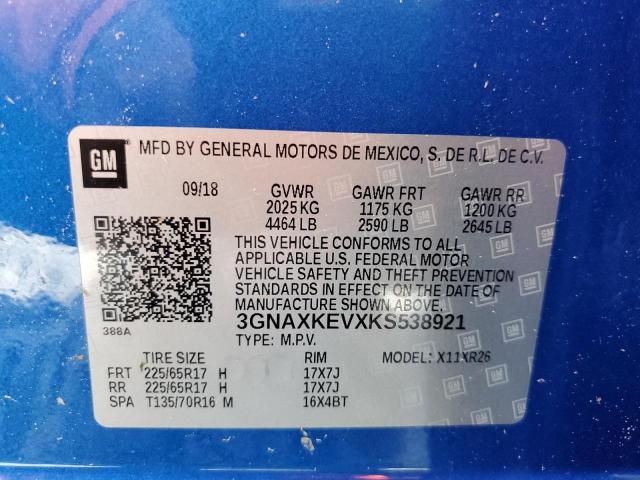 GM MFD BY GENERAL MOTORS DE MEXICO, S. DE R.L. DE C.V.
09/18 GVWR GAWR FRT GAWR RR
2025 KG 1175 KG 1200 KG
4464 LB 2590 LB 2645 LB
THIS VEHICLE CONFORMS TO ALL
APPLICABLE U.S. FEDERAL MOTOR
VEHICLE SAFETY AND THEFT PREVENTION
STANDARDS IN EFFECT ON THE DATE OF
MANUFACTURE SHOWN ABOVE.
388A 3GNAXKEVXKS538921
TYPE: M.P.V.
TIRE SIZE RIM MODEL: X11XR26
FRT 225/65R17 H 17X7J
RR 225/65R17 H 17X7J
SPA T135/70R16 M 16X4BT